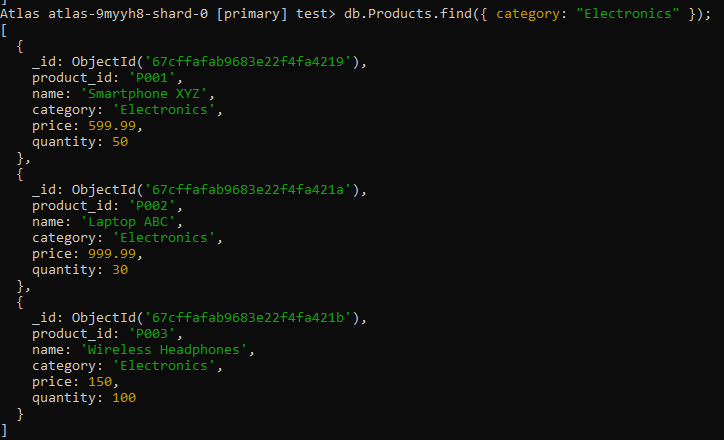 Atlas atlas-9myyh8-shard-0 [primary] test> db.Products.find({ category: "Electronics" });
[
  {
    _id: ObjectId('67cffafab9683e22f4fa4219'),
    product_id: 'P001',
    name: 'Smartphone XYZ',
    category: 'Electronics',
    price: 599.99,
    quantity: 50
  },
  {
    _id: ObjectId('67cffafab9683e22f4fa421a'),
    product_id: 'P002',
    name: 'Laptop ABC',
    category: 'Electronics',
    price: 999.99,
    quantity: 30
  },
  {
    _id: ObjectId('67cffafab9683e22f4fa421b'),
    product_id: 'P003',
    name: 'Wireless Headphones',
    category: 'Electronics',
    price: 150,
    quantity: 100
  }
]